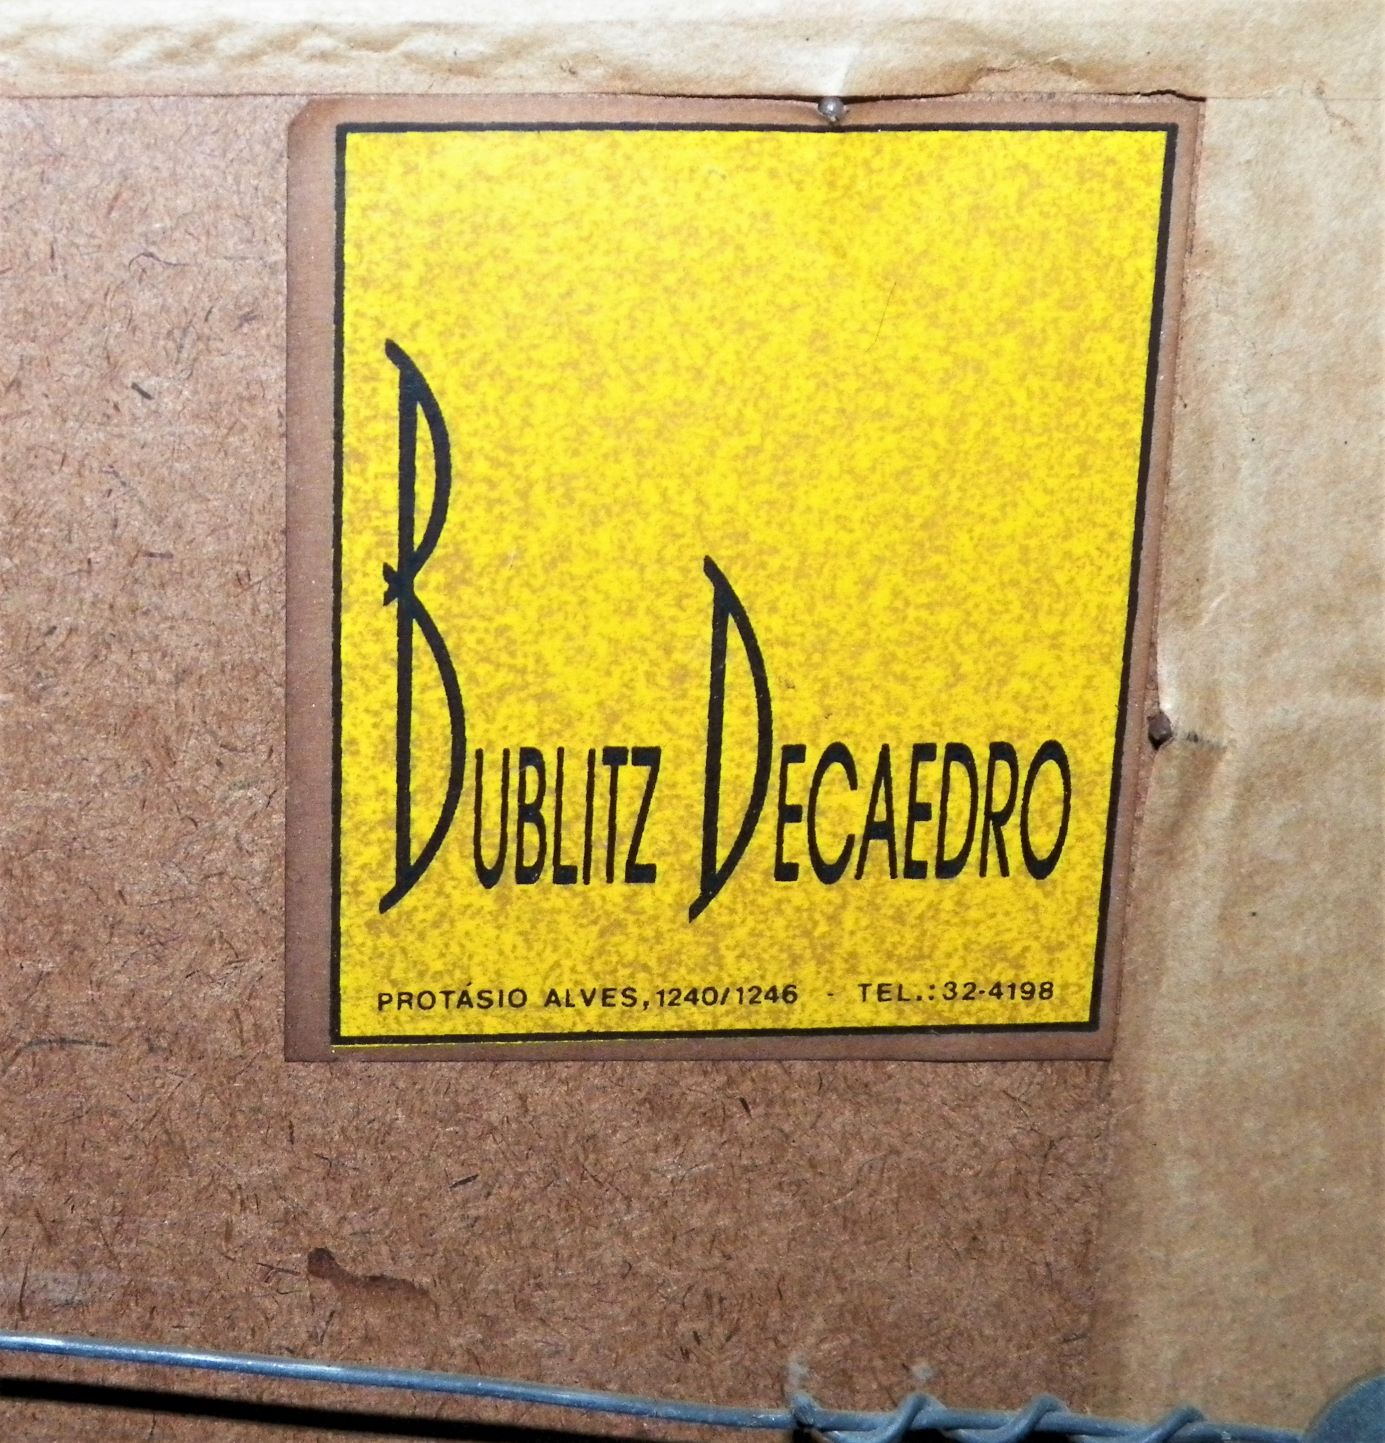 BUBLITZ DECAEDRO
PROTÁSIO ALVES, 1240/1246 - TEL.: 32-4198